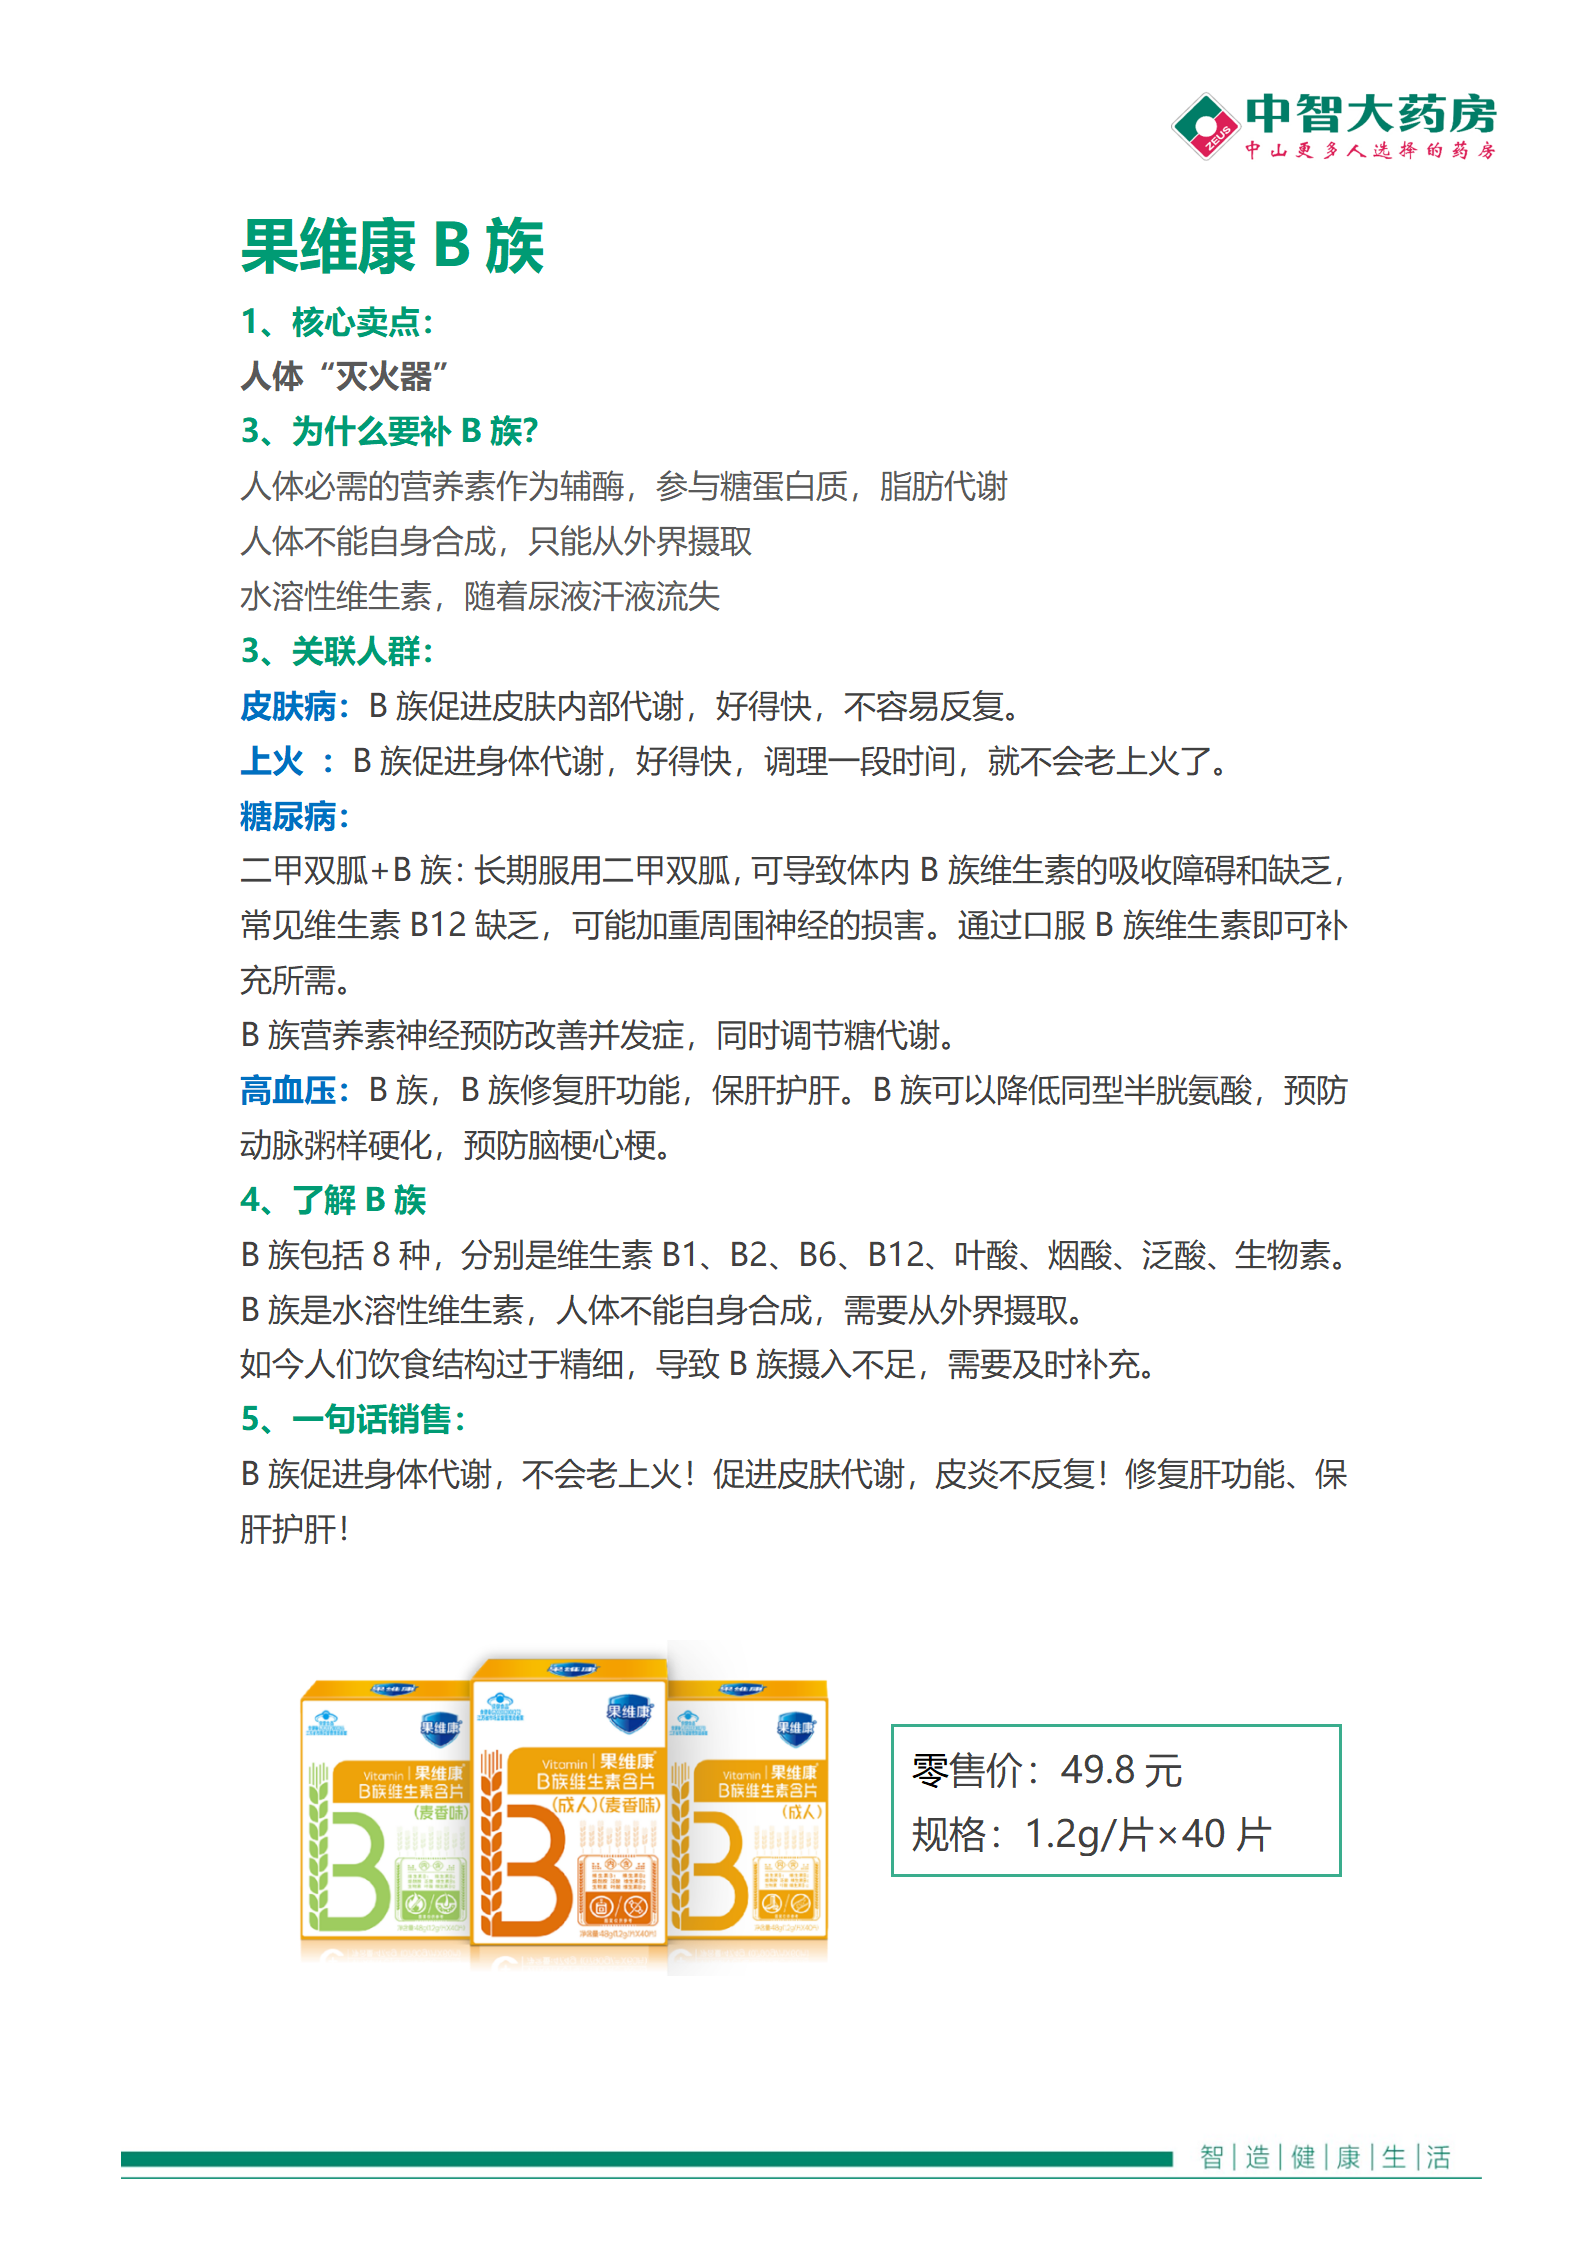 中智大药房
ZEUS
中山更多人选择的药房
果维康 B 族
1、核心卖点：
人体“灭火器”
3、为什么要补 B 族？
人体必需的营养素作为辅酶，参与糖蛋白质，脂肪代谢
人体不能自身合成，只能从外界摄取
水溶性维生素，随着尿液汗液流失
3、关联人群：
皮肤病：B 族促进皮肤内部代谢，好得快，不容易反复。
上火 ：B 族促进身体代谢，好得快，调理一段时间，就不会老上火了。
糖尿病：
二甲双胍+B 族：长期服用二甲双胍，可导致体内 B 族维生素的吸收障碍和缺乏，
常见维生素 B12 缺乏，可能加重周围神经的损害。通过口服 B 族维生素即可补
充所需。
B 族营养素神经预防改善并发症，同时调节糖代谢。
高血压：B 族，B 族修复肝功能，保肝护肝。B 族可以降低同型半胱氨酸，预防
动脉粥样硬化，预防脑梗心梗。
4、了解 B 族
B 族包括 8 种，分别是维生素 B1、B2、B6、B12、叶酸、烟酸、泛酸、生物素。
B 族是水溶性维生素，人体不能自身合成，需要从外界摄取。
如今人们饮食结构过于精细，导致 B 族摄入不足，需要及时补充。
5、一句话销售：
B 族促进身体代谢，不会老上火！促进皮肤代谢，皮炎不反复！修复肝功能、保
肝护肝！
果维康
Vitamin | 果维康
B族维生素含片
(麦香味)
B
果维康
Vitamin | 果维康
B族维生素含片
(成人)(麦香味)
B
净含量:48g(1.2g/片X40片)
果维康
Vitamin | 果维康
B族维生素含片
(成人)
B
零售价：49.8 元
规格：1.2g/片×40 片
智|造|健|康|生|活